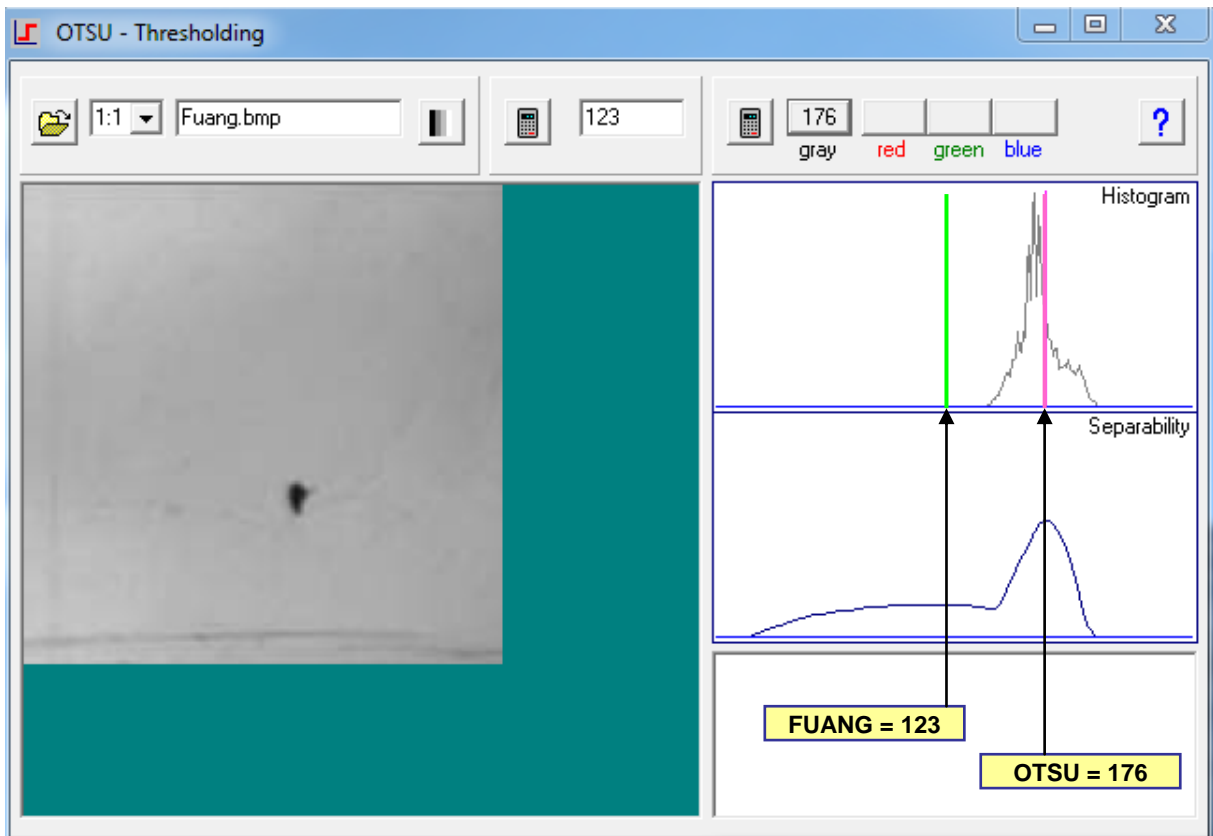 OTSU - Thresholding
1:1 Fuang.bmp 123 176
gray red green blue ?
Histogram
Separability
FUANG = 123
OTSU = 176